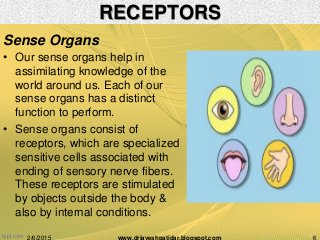 RECEPTORS
Sense Organs
• Our sense organs help in
assimilating knowledge of the
world around us. Each of our
sense organs has a distinct
function to perform.
• Sense organs consist of
receptors, which are specialized
sensitive cells associated with
ending of sensory nerve fibers.
These receptors are stimulated
by objects outside the body &
also by internal conditions.
2/6/2015 www.drjayeshpatidar.blogspot.com 6